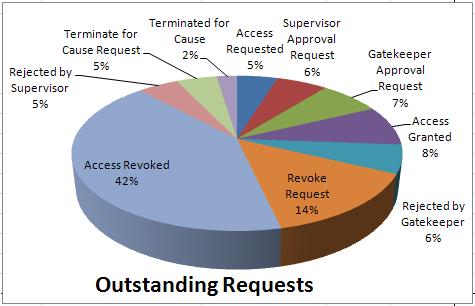 Terminated for
Cause
2%
Access
Requested
5%
Supervisor
Approval
Request
6%
Gatekeeper
Approval
Request
7%
Access
Granted
8%
Rejected by
Gatekeeper
6%
Revoke
Request
14%
Access Revoked
42%
Rejected by
Supervisor
5%
Terminate for
Cause Request
5%
Outstanding Requests